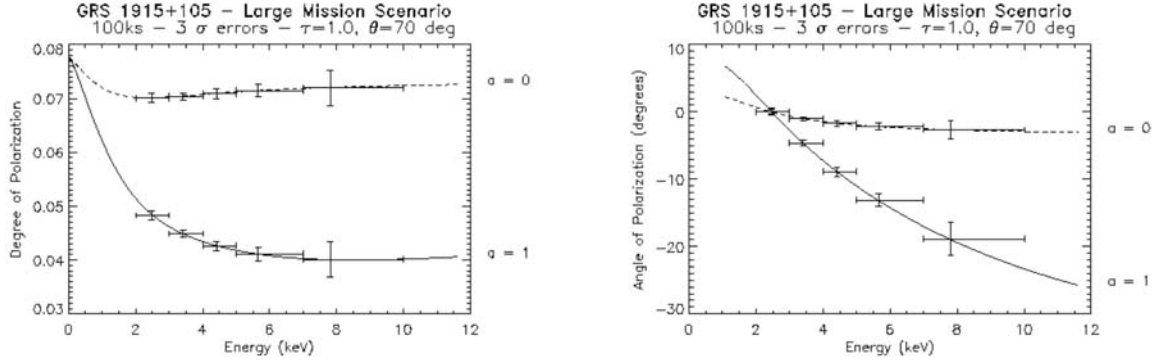 GRS 1915+105 – Large Mission Scenario
100ks – 3 σ errors – τ=1.0, θ=70 deg
0.08
0.07
0.06
0.05
0.04
0.03
Degree of Polarization
0 2 4 6 8 10 12
Energy (keV)
a = 0
a = 1
GRS 1915+105 – Large Mission Scenario
100ks – 3 σ errors – τ=1.0, θ=70 deg
10
0
−10
−20
−30
Angle of Polarization (degrees)
0 2 4 6 8 10 12
Energy (keV)
a = 0
a = 1